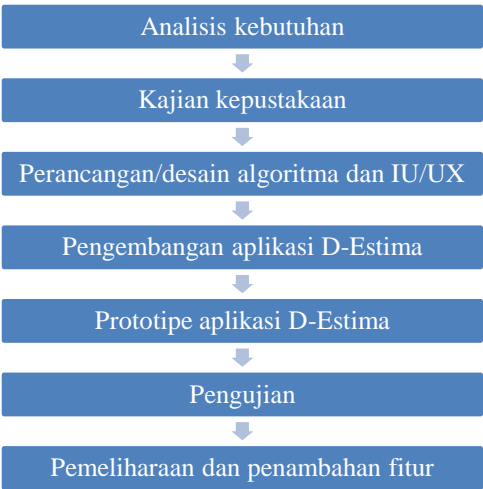 Analisis kebutuhan
Kajian kepustakaan
Perancangan/desain algoritma dan IU/UX
Pengembangan aplikasi D-Estima
Prototipe aplikasi D-Estima
Pengujian
Pemeliharaan dan penambahan fitur